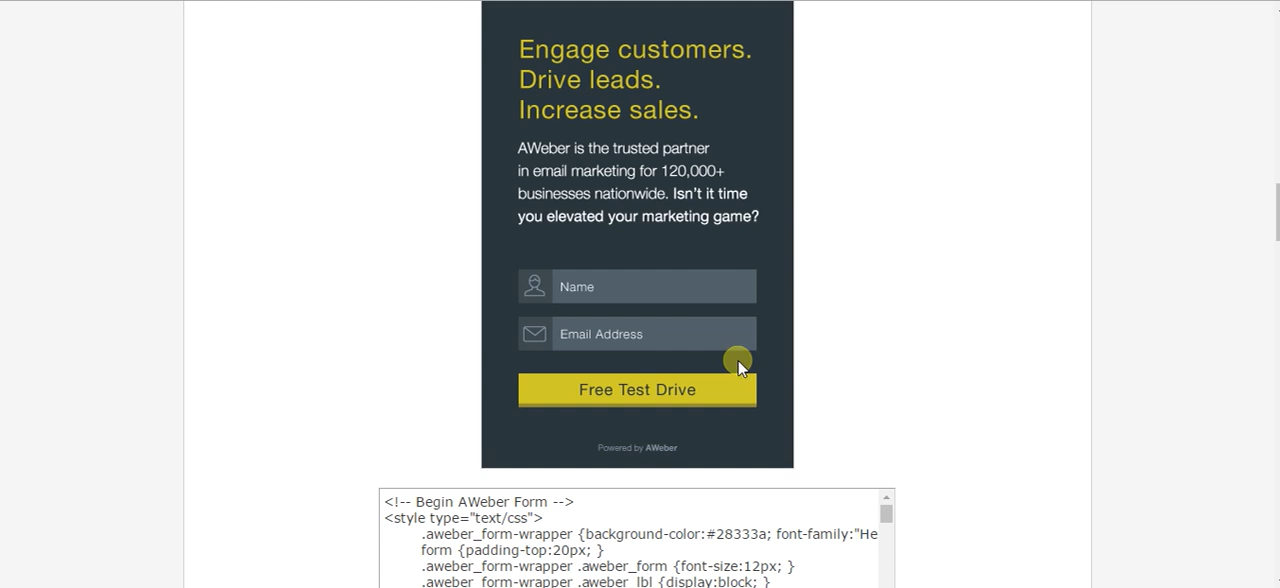 Engage customers.
Drive leads.
Increase sales.
AWeber is the trusted partner
in email marketing for 120,000+
businesses nationwide. Isn't it time
you elevated your marketing game?
Name
Email Address
Free Test Drive
Powered by AWeber
<!-- Begin AWeber Form -->
<style type="text/css">
.aweber_form-wrapper {background-color:#28333a; font-family:"He
form {padding-top:20px; }
.aweber_form-wrapper .aweber_form {font-size:12px; }
.aweber_form-wrapper .aweber_lbl {display:block; }